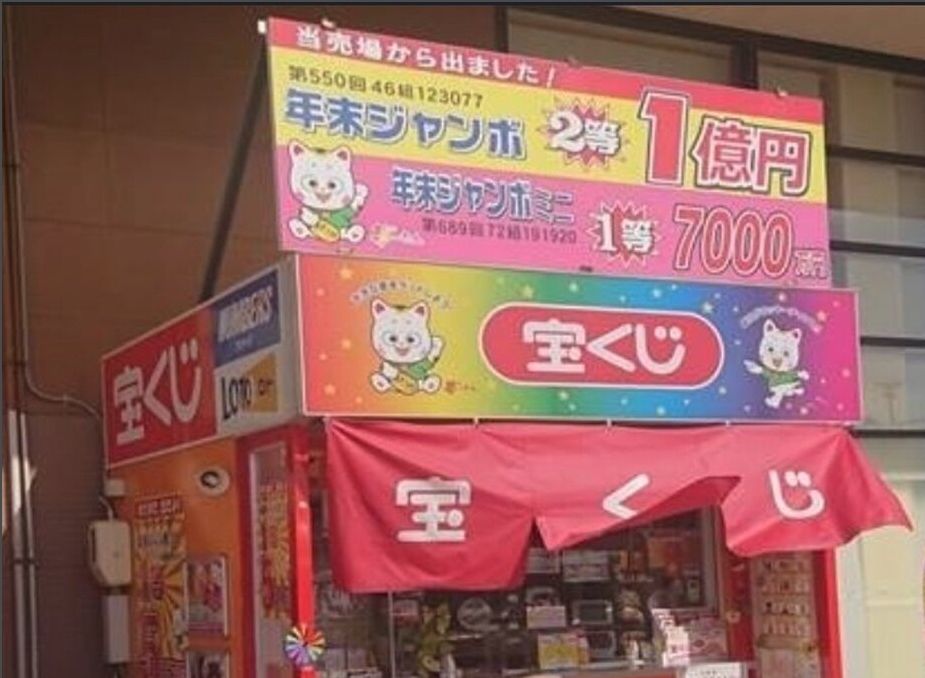 当売場から出ました!
第550回 46組123077
年末ジャンボ 2等 1億円
年末ジャンボミニ 1等 7000万円
第689回 72組191920
宝くじ
NUMBERS
LOTO
宝くじ
宝くじ